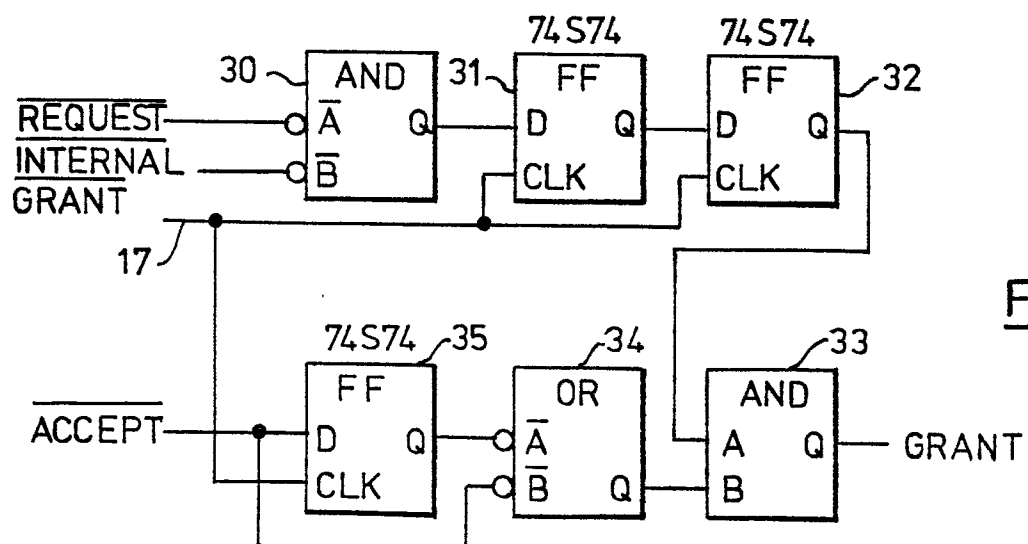 74S74 74S74
30 AND 31 FF FF 32
REQUEST A Q D Q D Q
INTERNAL B CLK CLK
GRANT
17
F
74S74 35 34 33
FF OR AND
ACCEPT D Q A A Q GRANT
CLK B Q B